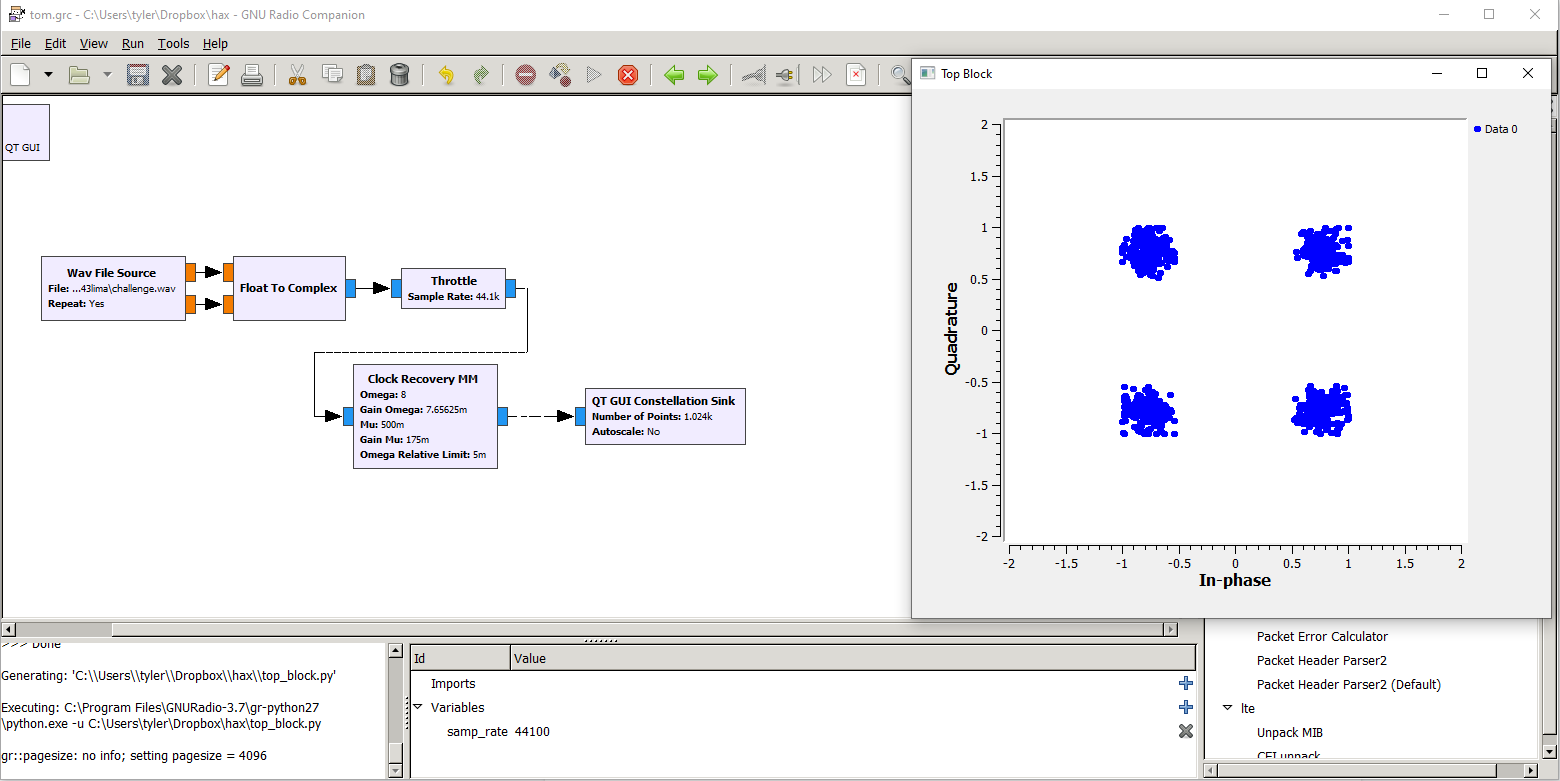 tom.grc - C:\Users\tyler\Dropbox\hax - GNU Radio Companion
File Edit View Run Tools Help
QT GUI
Wav File Source
File: ...43lima\challenge.wav
Repeat: Yes
Float To Complex
Throttle
Sample Rate: 44.1k
Clock Recovery MM
Omega: 8
Gain Omega: 7.65625m
Mu: 500m
Gain Mu: 175m
Omega Relative Limit: 5m
QT GUI Constellation Sink
Number of Points: 1.024k
Autoscale: No
Top Block
2
1.5
1
0.5
0
-0.5
-1
-1.5
-2
Quadrature
-2 -1.5 -1 -0.5 0 0.5 1 1.5 2
In-phase
Data 0
>>> Done
Generating: 'C:\\Users\\tyler\\Dropbox\\hax\\top_block.py'
Executing: C:\Program Files\GNURadio-3.7\gr-python27
\python.exe -u C:\Users\tyler\Dropbox\hax\top_block.py
gr::pagesize: no info; setting pagesize = 4096
Id Value
Imports
Variables
samp_rate 44100
Packet Error Calculator
Packet Header Parser2
Packet Header Parser2 (Default)
lte
Unpack MIB
CFI unpack